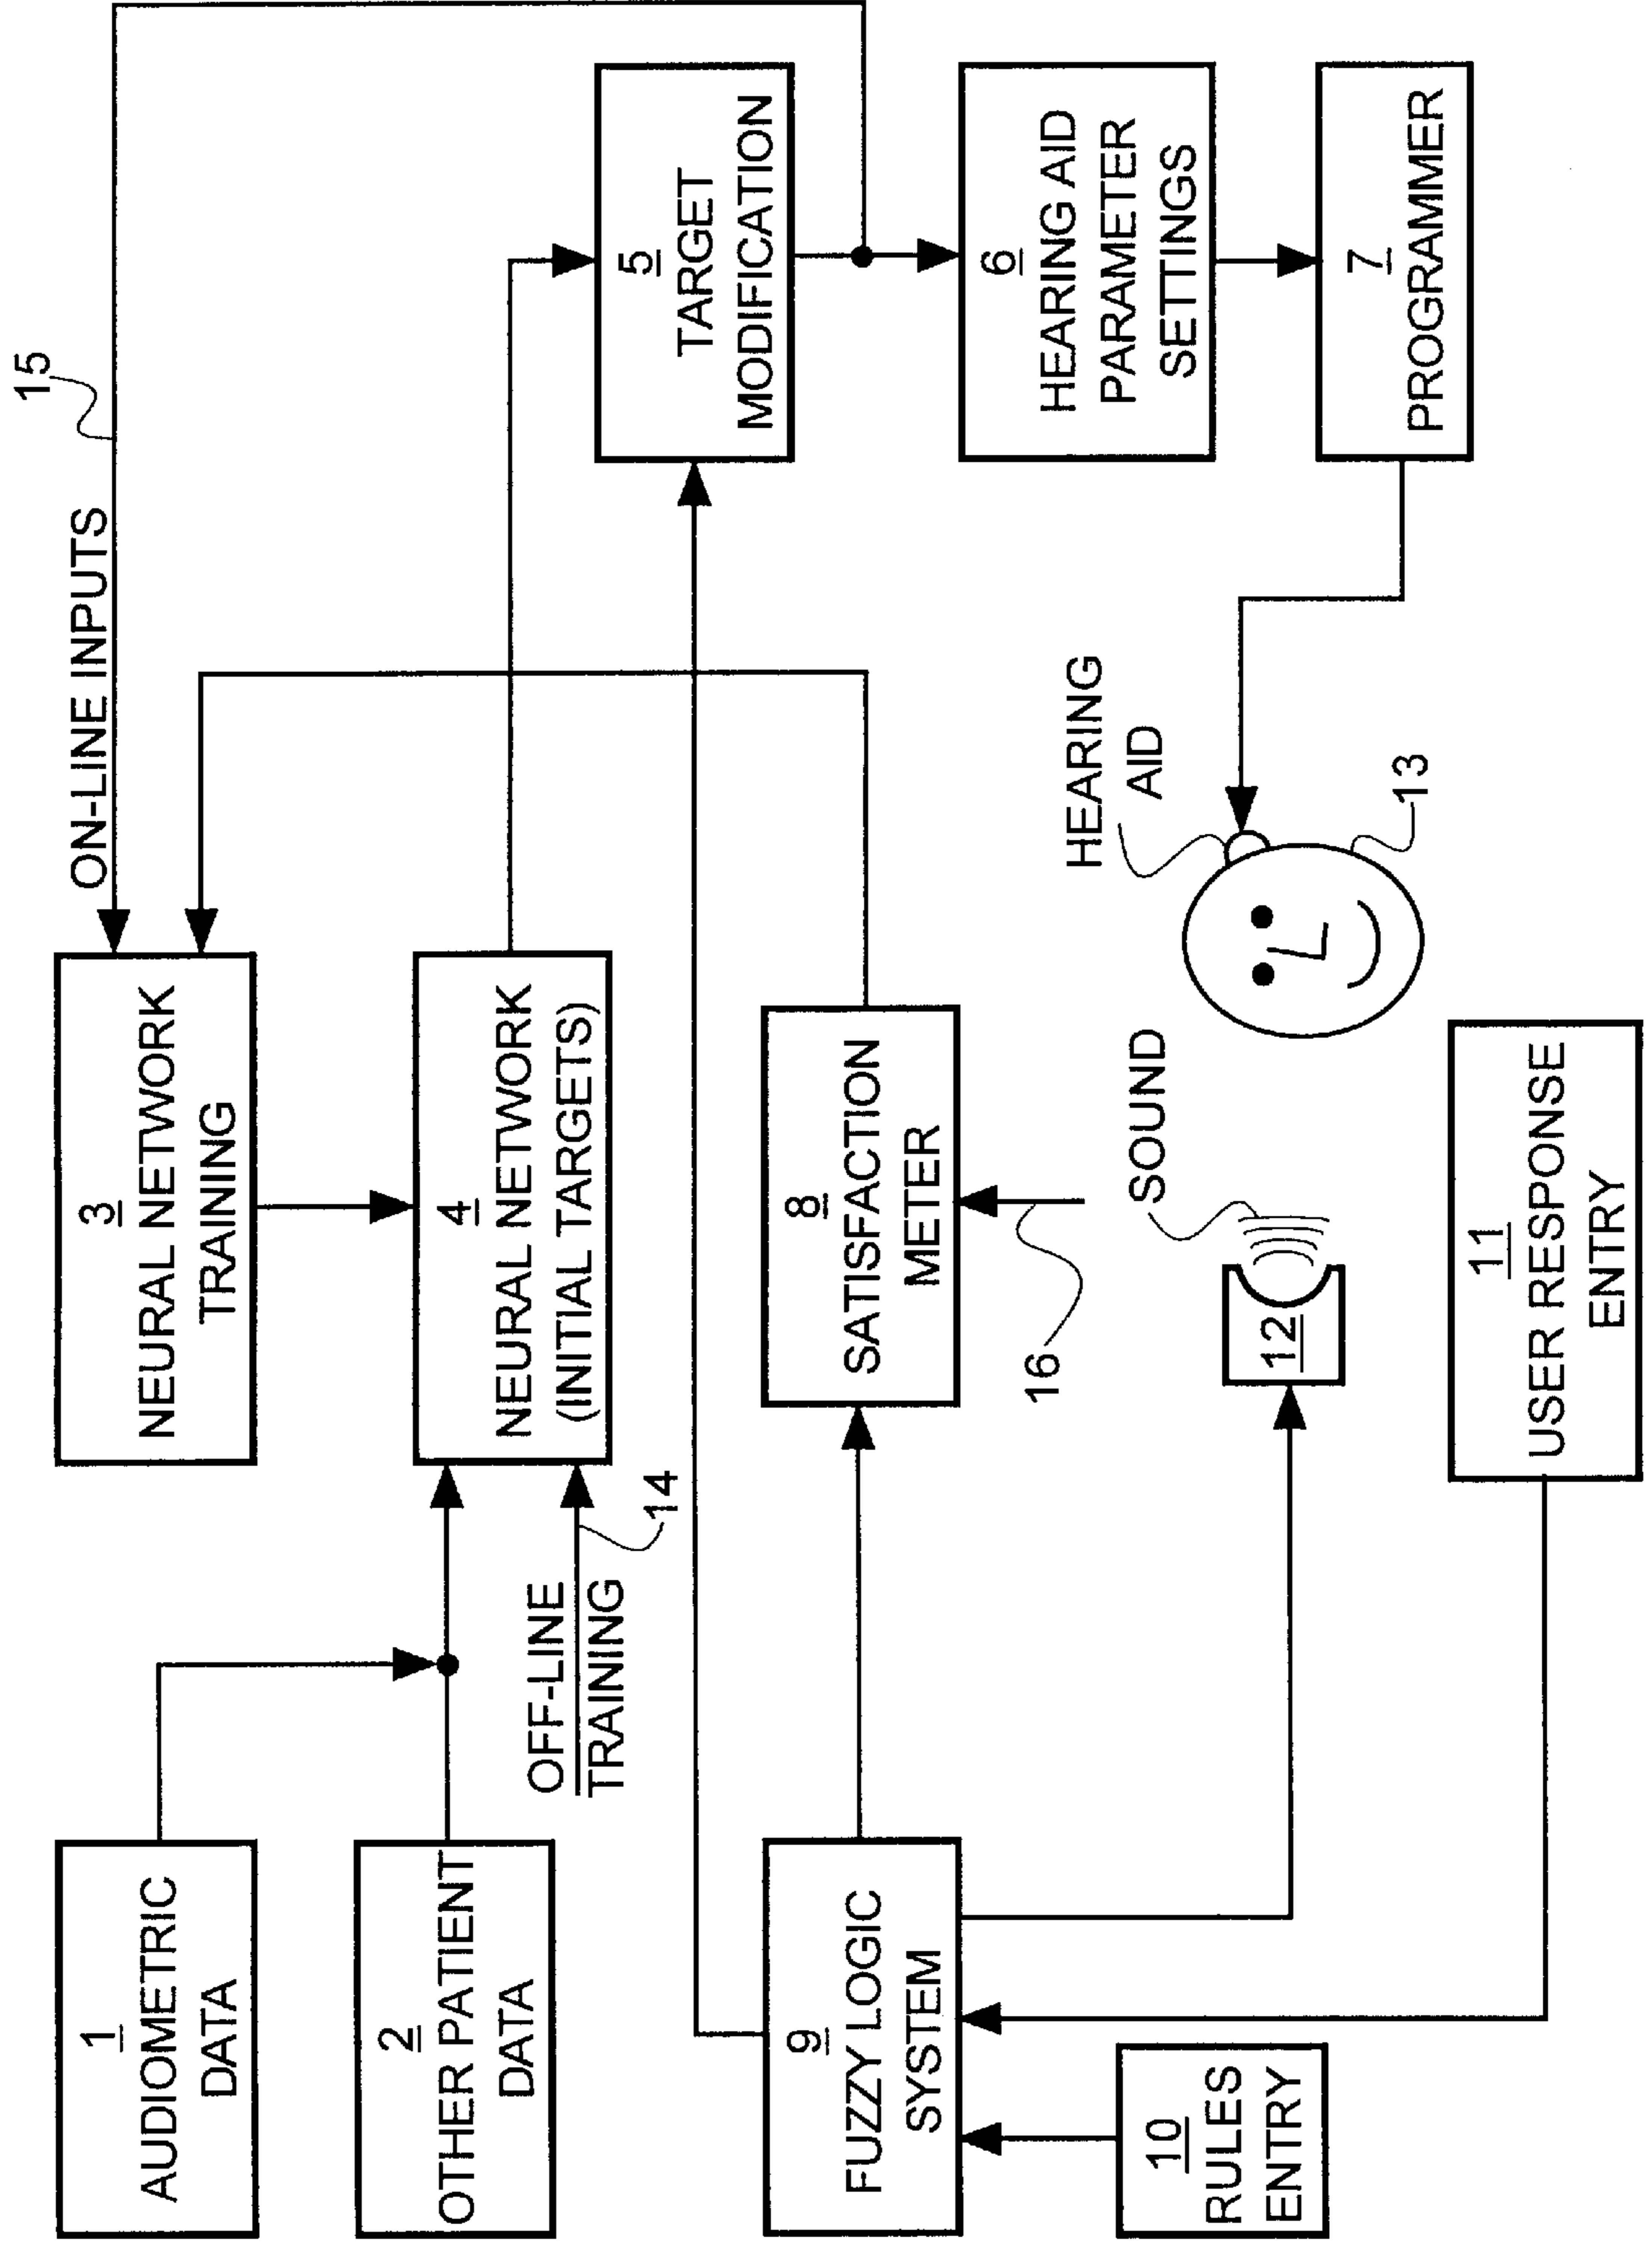 1
AUDIOMETRIC
DATA
2
OTHER PATIENT
DATA
3
NEURAL NETWORK
TRAINING
4
NEURAL NETWORK
(INITIAL TARGETS)
OFF-LINE
TRAINING
14
ON-LINE INPUTS
15
5
TARGET
MODIFICATION
6
HEARING AID
PARAMETER
SETTINGS
7
PROGRAMMER
8
SATISFACTION
METER
16
9
FUZZY LOGIC
SYSTEM
10
RULES
ENTRY
11
USER RESPONSE
ENTRY
12
SOUND
HEARING
AID
13